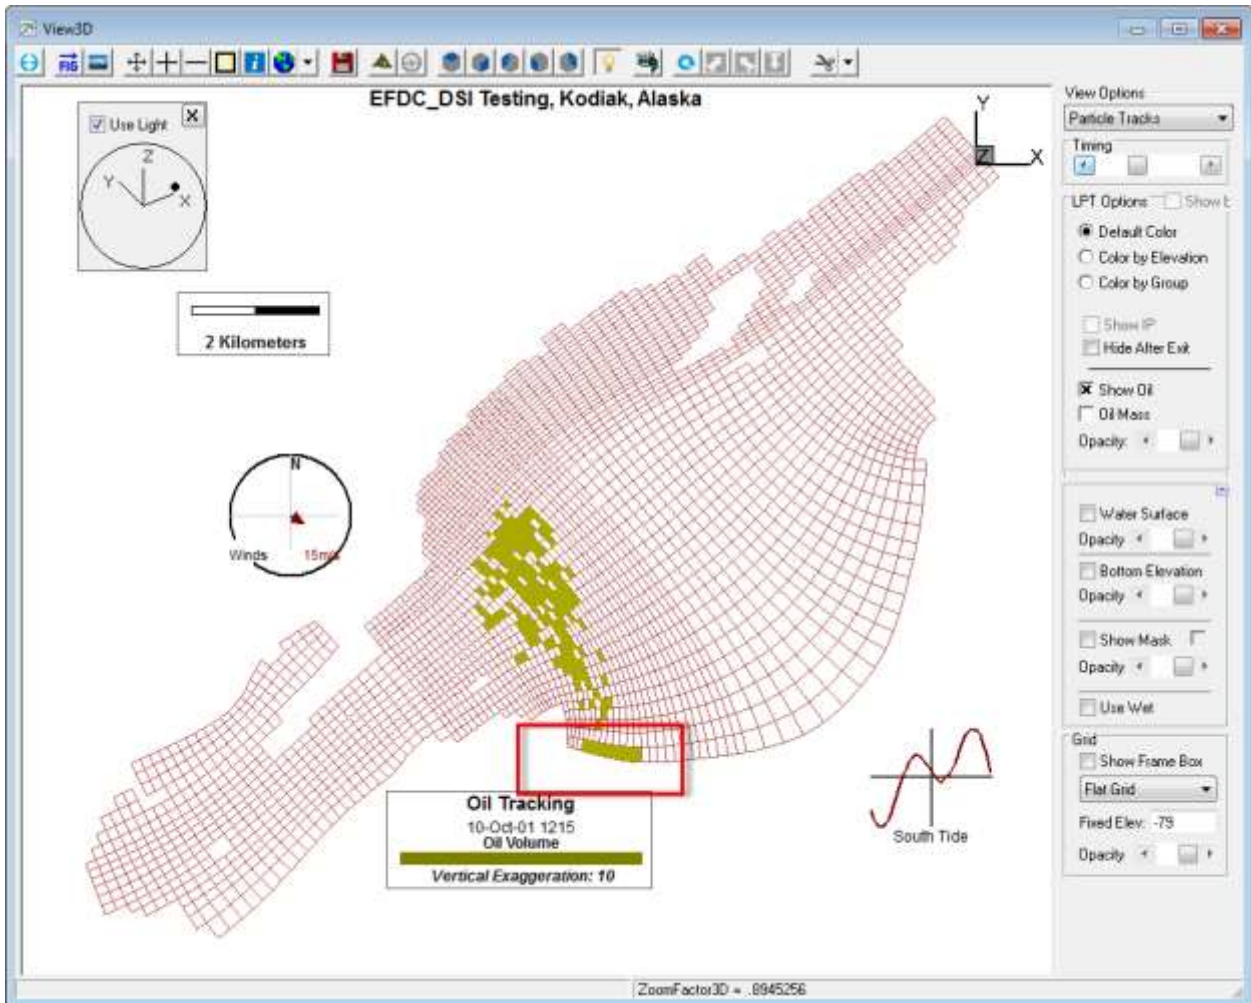 View3D
FIG
EFDC_DSI Testing, Kodiak, Alaska
Use Light
X
Z
Y
X
Y
Z
X
2 Kilometers
N
Winds
15m/s
Oil Tracking
10-Oct-01 1215
Oil Volume
Vertical Exaggeration: 10
South Tide
View Options
Particle Tracks
Timing
LPT Options
Show
Default Color
Color by Elevation
Color by Group
Show IP
Hide After Exit
Show Oil
Oil Mass
Opacity:
Water Surface
Opacity
Bottom Elevation
Opacity
Show Mask
Opacity
Use Wet
Grid
Show Frame Box
Flat Grid
Fixed Elev: -79
Opacity
ZoomFactor3D = .8945256